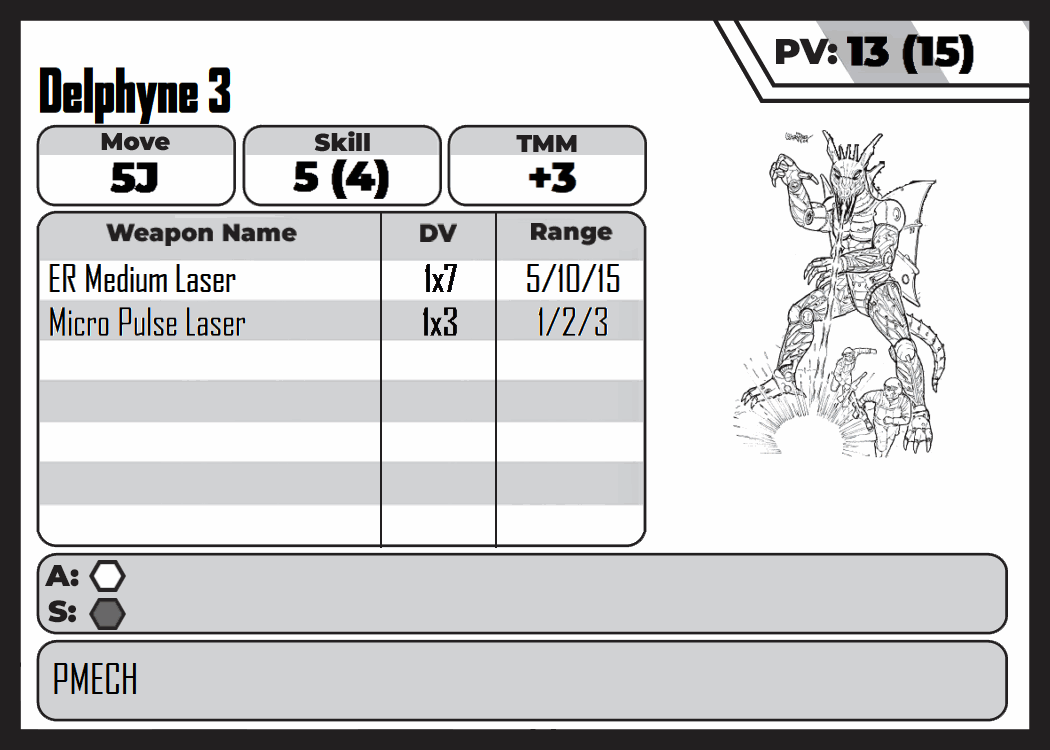 PV: 13 (15)
Delphyne 3
Move Skill TMM
5J 5 (4) +3
Weapon Name DV Range
ER Medium Laser 1x7 5/10/15
Micro Pulse Laser 1x3 1/2/3
A:
S:
PMECH